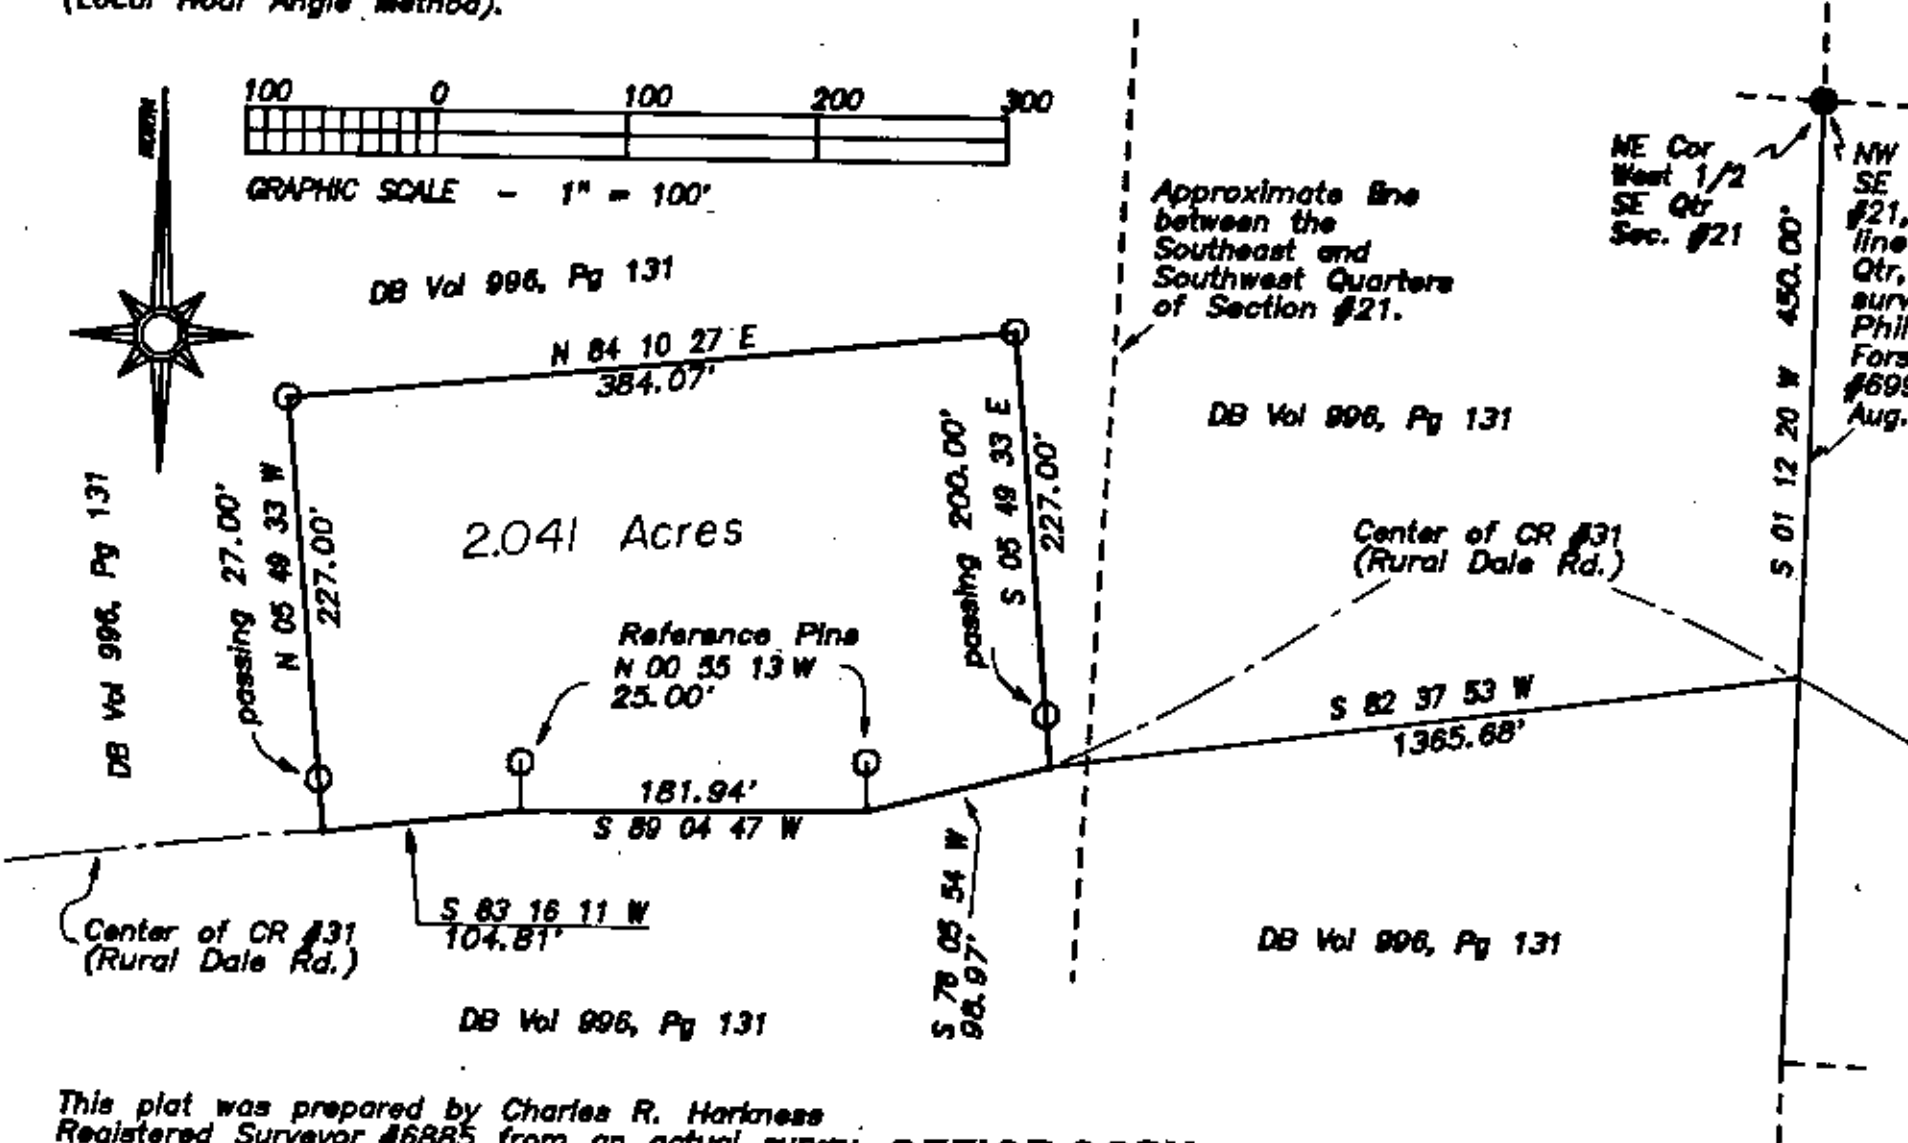 (Local Hour Angle Method).
NORTH
100 0 100 200 300
GRAPHIC SCALE - 1" = 100'
DB Vol 996, Pg 131
N 84 10 27 E
384.07'
Approximate line
between the
Southeast and
Southwest Quarters
of Section #21.
NE Cor
West 1/2
SE Qtr
Sec. #21
NW
SE
#21,
line
Qtr,
surv
Phil
Fors
#699
Aug.
S 01 12 20 W 450.00'
DB Vol 996, Pg 131
DB Vol 996, Pg 131
passing 27.00'
N 05 49 33 W
227.00'
2.041 Acres
passing 200.00'
S 05 49 33 E
227.00'
Center of CR #31
(Rural Dale Rd.)
Reference Pins
N 00 55 13 W
25.00'
S 82 37 53 W
1365.68'
181.94'
S 89 04 47 W
S 83 16 11 W
104.81'
S 76 05 54 W
98.97'
Center of CR #31
(Rural Dale Rd.)
DB Vol 996, Pg 131
DB Vol 996, Pg 131
This plat was prepared by Charles R. Harkness
Registered Surveyor #6885 from an actual survey